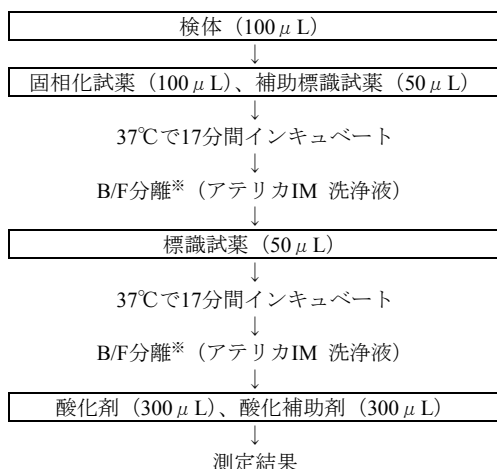 検体（100μL）
↓
固相化試薬（100μL）、補助標識試薬（50μL）
↓
37℃で17分間インキュベート
↓
B/F分離※（アテリカIM 洗浄液）
↓
標識試薬（50μL）
↓
37℃で17分間インキュベート
↓
B/F分離※（アテリカIM 洗浄液）
↓
酸化剤（300μL）、酸化補助剤（300μL）
↓
測定結果